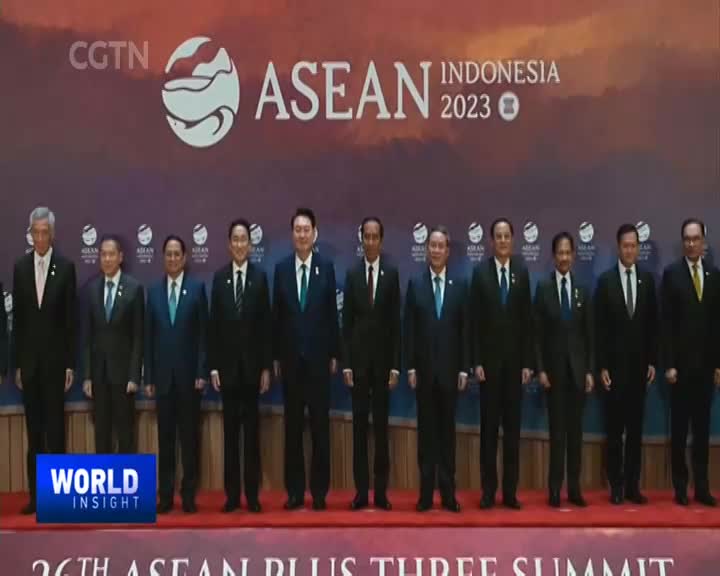 CGTN
ASEAN INDONESIA
2023
WORLD
INSIGHT
26TH ASEAN PLUS THREE SUMMIT